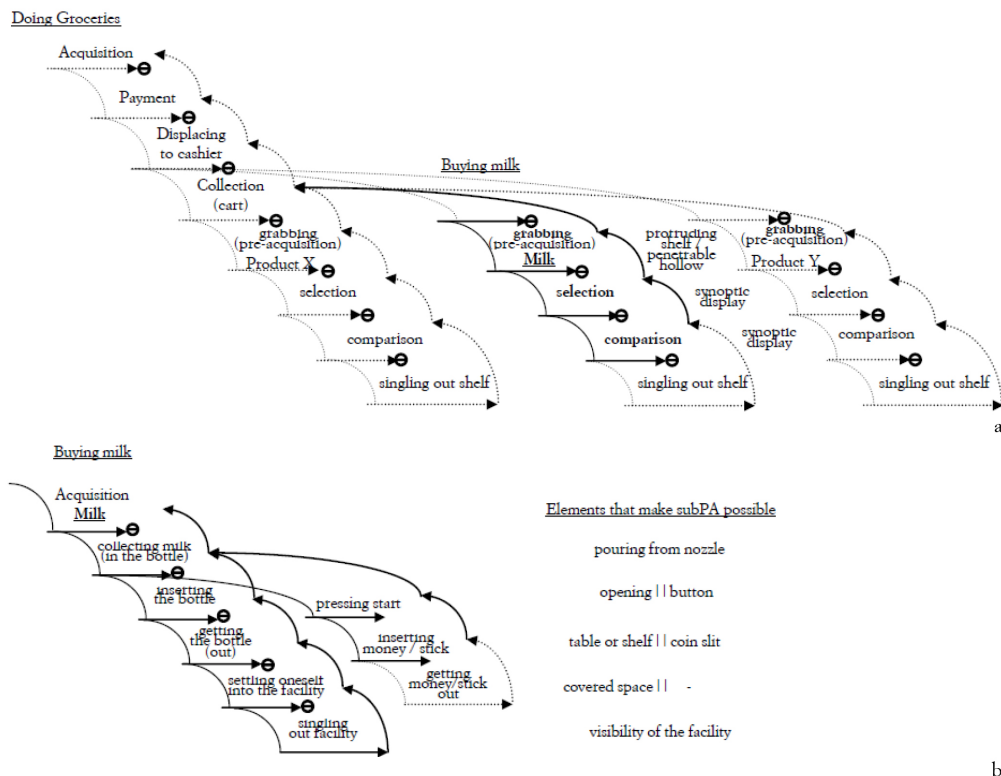 Doing Groceries
Acquisition
Payment
Displacing
to cashier
Collection
(cart)
grabbing
(pre-acquisition)
Product X
selection
comparison
singling out shelf
Buying milk
grabbing
(pre-acquisition)
Milk
selection
comparison
singling out shelf
protruding
shelf /
penetrable
hollow
synoptic
display
synoptic
display
grabbing
(pre-acquisition)
Product Y
selection
comparison
singling out shelf
a
Buying milk
Acquisition
Milk
collecting milk
(in the bottle)
inserting
the bottle
getting
the bottle
(out)
settling oneself
into the facility
singling
out facility
pressing start
inserting
money / stick
getting
money/stick
out
Elements that make subPA possible
pouring from nozzle
opening || button
table or shelf || coin slit
covered space || -
visibility of the facility
b